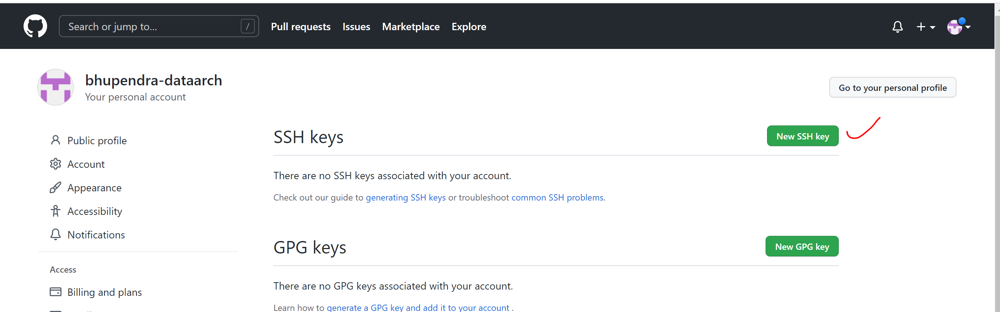 Search or jump to... /
Pull requests Issues Marketplace Explore
bhupendra-dataarch
Your personal account
Go to your personal profile
Public profile
Account
Appearance
Accessibility
Notifications
Access
Billing and plans
SSH keys
New SSH key
There are no SSH keys associated with your account.
Check out our guide to generating SSH keys or troubleshoot common SSH problems.
GPG keys
New GPG key
There are no GPG keys associated with your account.
Learn how to generate a GPG key and add it to your account .